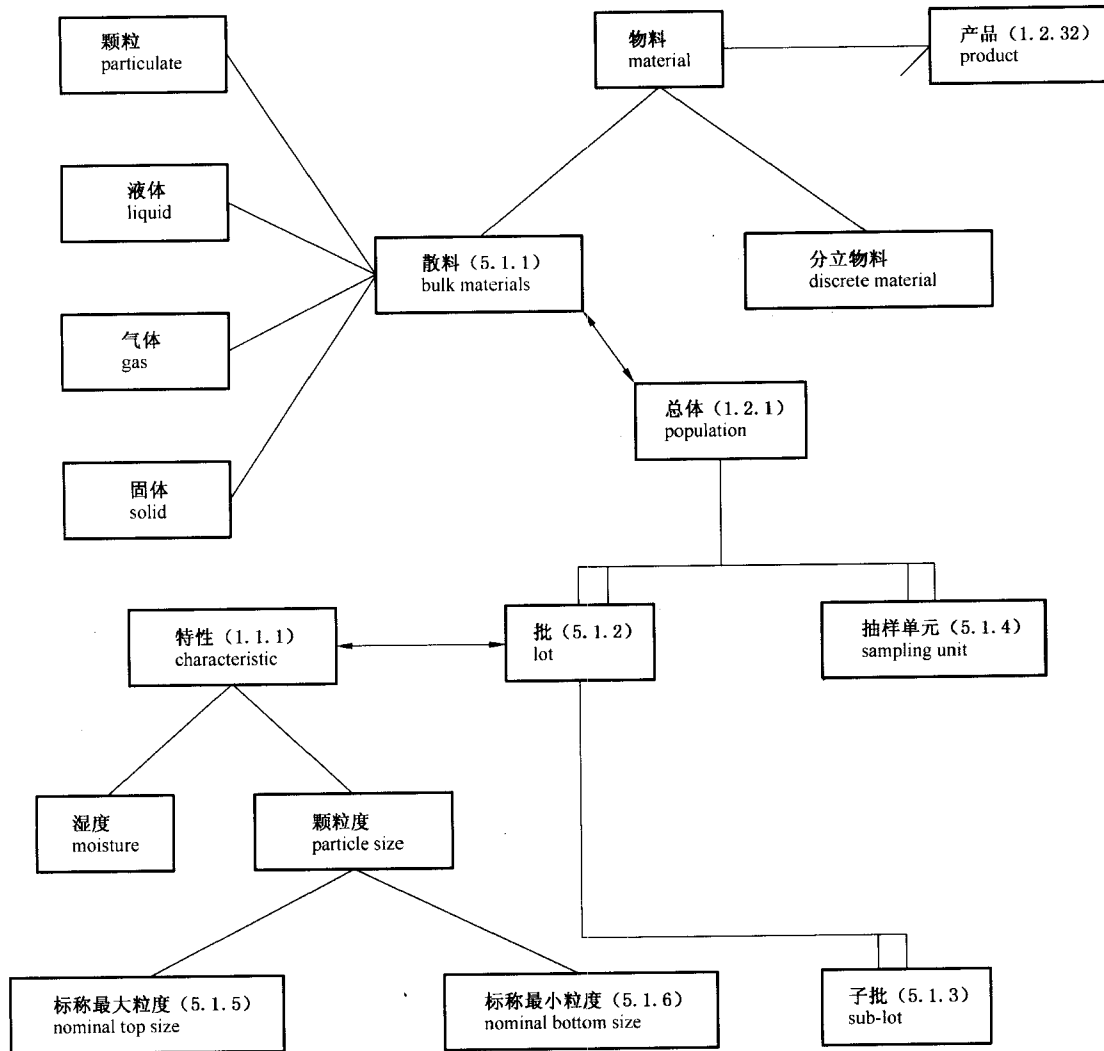 颗粒
particulate
物料
material
产品（1.2.32）
product
液体
liquid
散料（5.1.1）
bulk materials
分立物料
discrete material
气体
gas
总体（1.2.1）
population
固体
solid
特性（1.1.1）
characteristic
批（5.1.2）
lot
抽样单元（5.1.4）
sampling unit
湿度
moisture
颗粒度
particle size
标称最大粒度（5.1.5）
nominal top size
标称最小粒度（5.1.6）
nominal bottom size
子批（5.1.3）
sub-lot